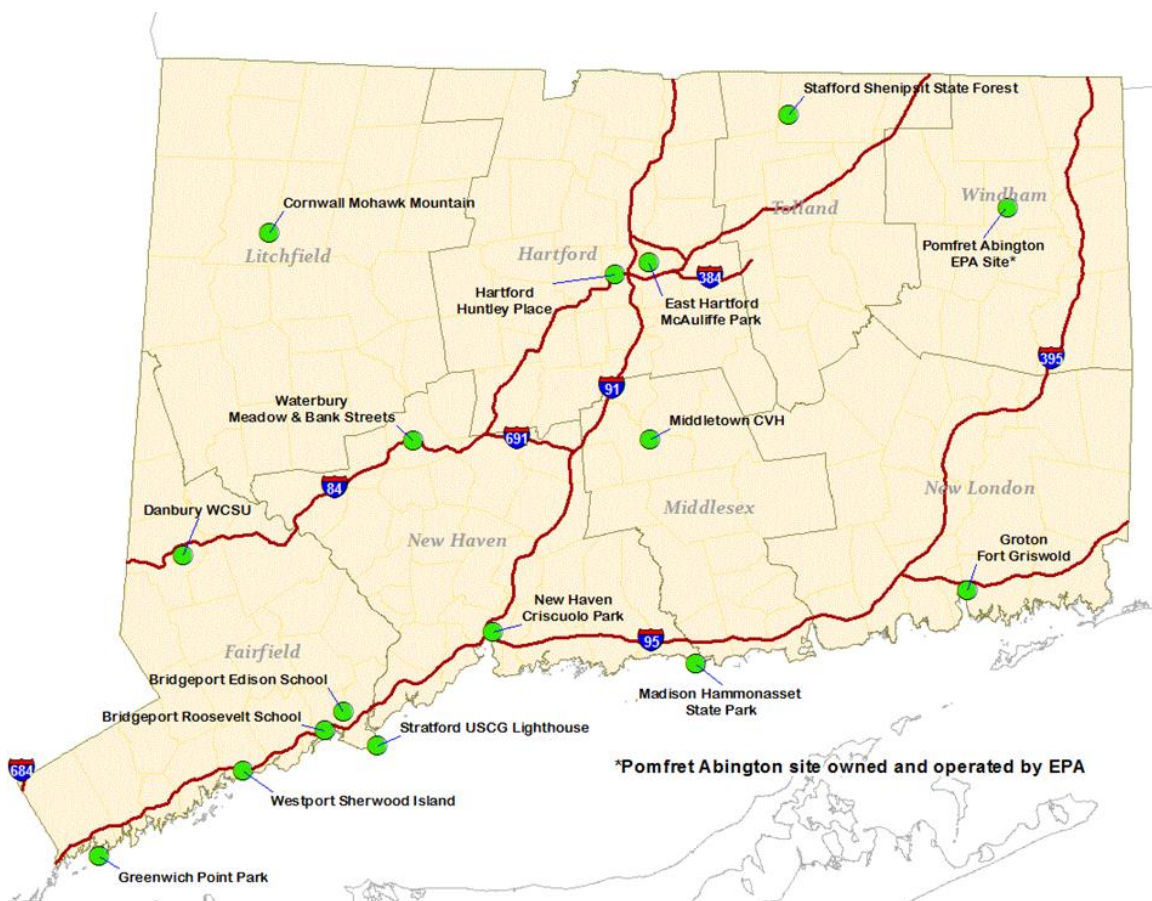 Stafford Shenipsit State Forest
Windham
Cornwall Mohawk Mountain
Tolland
Litchfield
Hartford
Pomfret Abington
EPA Site*
384
Hartford
Huntley Place
East Hartford
McAuliffe Park
395
91
Waterbury
Meadow & Bank Streets
691
Middletown CVH
84
New London
Danbury WCSU
Middlesex
New Haven
Groton
Fort Griswold
New Haven
Criscuolo Park
95
Fairfield
Bridgeport Edison School
Madison Hammonasset
State Park
Bridgeport Roosevelt School
Stratford USCG Lighthouse
684
*Pomfret Abington site owned and operated by EPA
Westport Sherwood Island
Greenwich Point Park